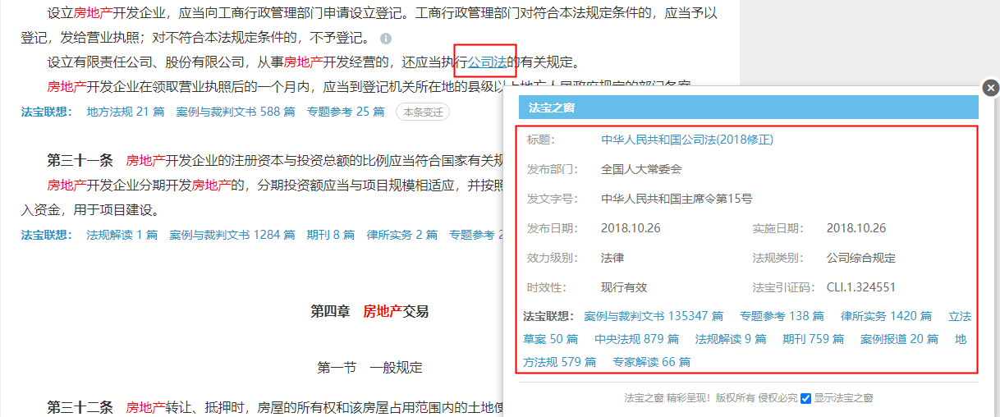 设立房地产开发企业，应当向工商行政管理部门申请设立登记。工商行政管理部门对符合本法规定条件的，应当予以
登记，发给营业执照；对不符合本法规定条件的，不予登记。
设立有限责任公司、股份有限公司，从事房地产开发经营的，还应当执行公司法的有关规定。
房地产开发企业在领取营业执照后的一个月内，应当到登记机关所在地的县级以上地方人民政府规定的部门备案
法宝联想： 地方法规 21 篇 案例与裁判文书 588 篇 专题参考 25 篇 本条变迁
第三十一条 房地产开发企业的注册资本与投资总额的比例应当符合国家有关规
房地产开发企业分期开发房地产的，分期投资额应当与项目规模相适应，并按照
入资金，用于项目建设。
法宝联想： 法规解读 1 篇 案例与裁判文书 1284 篇 期刊 8 篇 律所实务 2 篇 专题参考 2
第四章 房地产交易
第一节 一般规定
第三十二条 房地产转让、抵押时，房屋的所有权和该房屋占用范围内的土地使
法宝之窗
标题： 中华人民共和国公司法(2018修正)
发布部门： 全国人大常委会
发文字号： 中华人民共和国主席令第15号
发布日期： 2018.10.26 实施日期： 2018.10.26
效力级别： 法律 法规类别： 公司综合规定
时效性： 现行有效 法宝引证码： CLI.1.324551
法宝联想： 案例与裁判文书 135347 篇 专题参考 138 篇 律所实务 1420 篇 立法
草案 50 篇 中央法规 879 篇 法规解读 9 篇 期刊 759 篇 案例报道 20 篇 地
方法规 579 篇 专家解读 66 篇
法宝之窗 精彩呈现！版权所有 侵权必究 显示法宝之窗